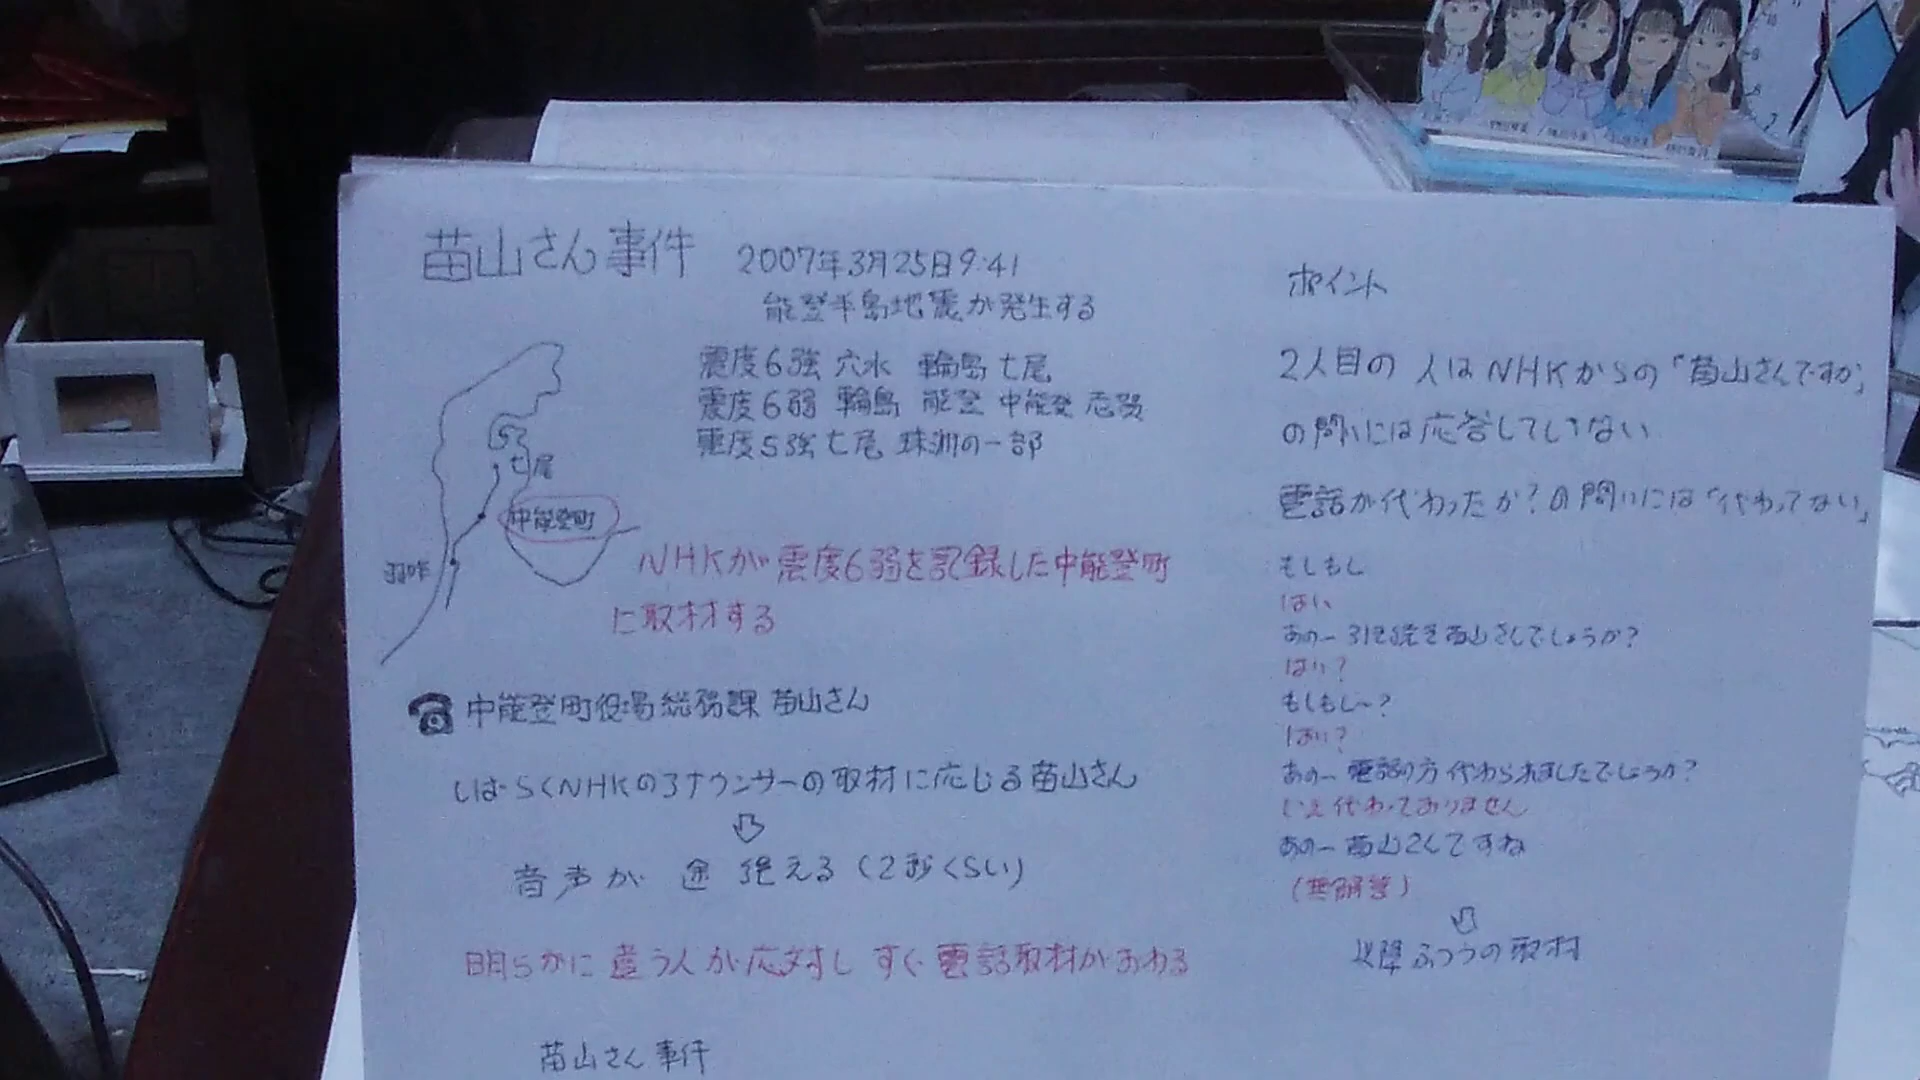 苗山さん事件
2007年3月25日9:41
能登半島地震が発生する
震度6強 穴水 輪島 七尾
震度6弱 輪島 能登 中能登 志賀
震度5強 七尾 珠洲の一部
七尾
中能登町
羽咋
NHKが震度6弱を記録した中能登町
に取材する
中能登町役場総務課 苗山さん
しばらくNHKのアナウンサーの取材に応じる苗山さん
音声が 途 絶える(2秒くらい)
明らかに 違う人が応対し すぐ電話取材がおわる
苗山さん事件
ポイント
2人目の 人はNHKからの「苗山さんですか」
の問いには応答していない
電話が代わったか?の問いには「代わってない」
もしもし
はい
あのー引き続き苗山さんでしょうか?
はい?
もしもし〜?
はい?
あのー電話の方代わられましたでしょうか?
いえ代わっておりません
あのー苗山さんですね
(無解答)
以降ふつうの取材